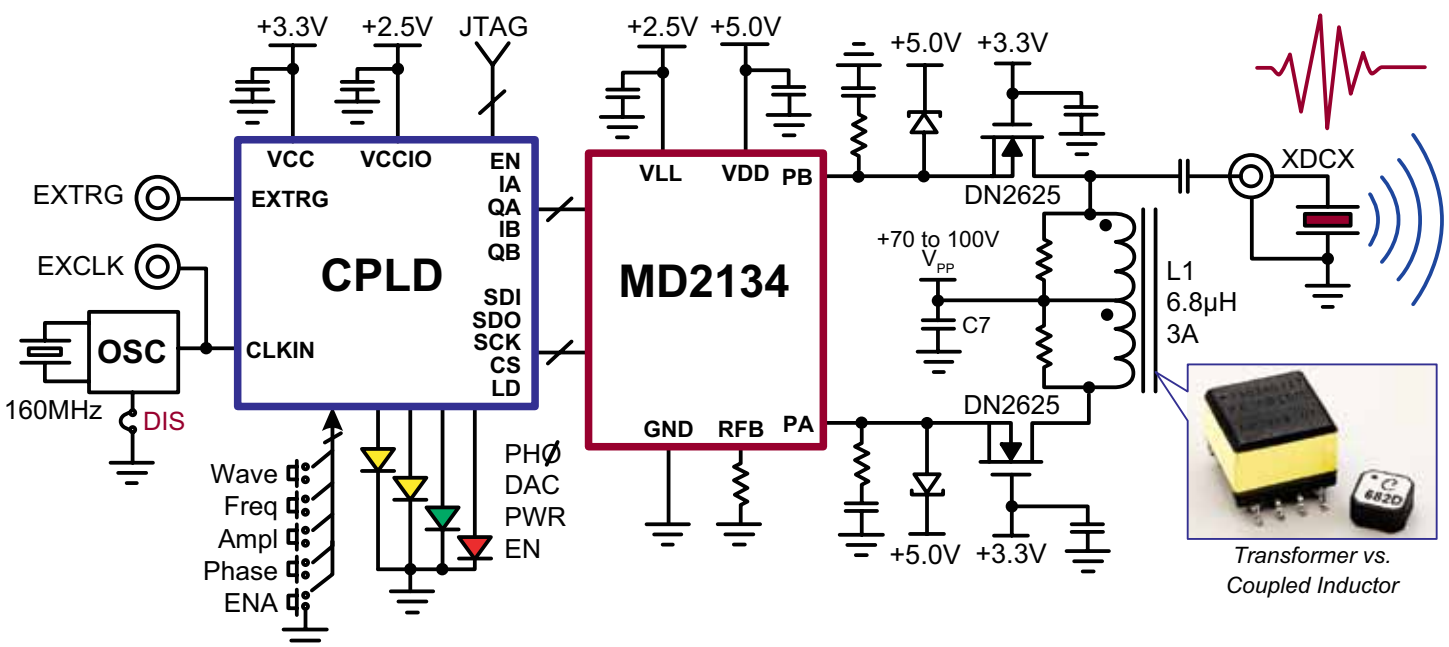 +3.3V
+2.5V
JTAG
+2.5V
+5.0V
+5.0V
+3.3V
XDCX
VCC
VCCIO
EN
IA
QA
IB
QB
SDI
SDO
SCK
CS
LD
EXTRG
EXTRG
EXCLK
CPLD
OSC
CLKIN
160MHz
DIS
VLL
VDD
PB
MD2134
GND
RFB
PA
DN2625
+70 to 100V
VPP
C7
L1
6.8µH
3A
DN2625
Wave
Freq
Ampl
Phase
ENA
PHØ
DAC
PWR
EN
+5.0V
+3.3V
682D
Transformer vs.
Coupled Inductor